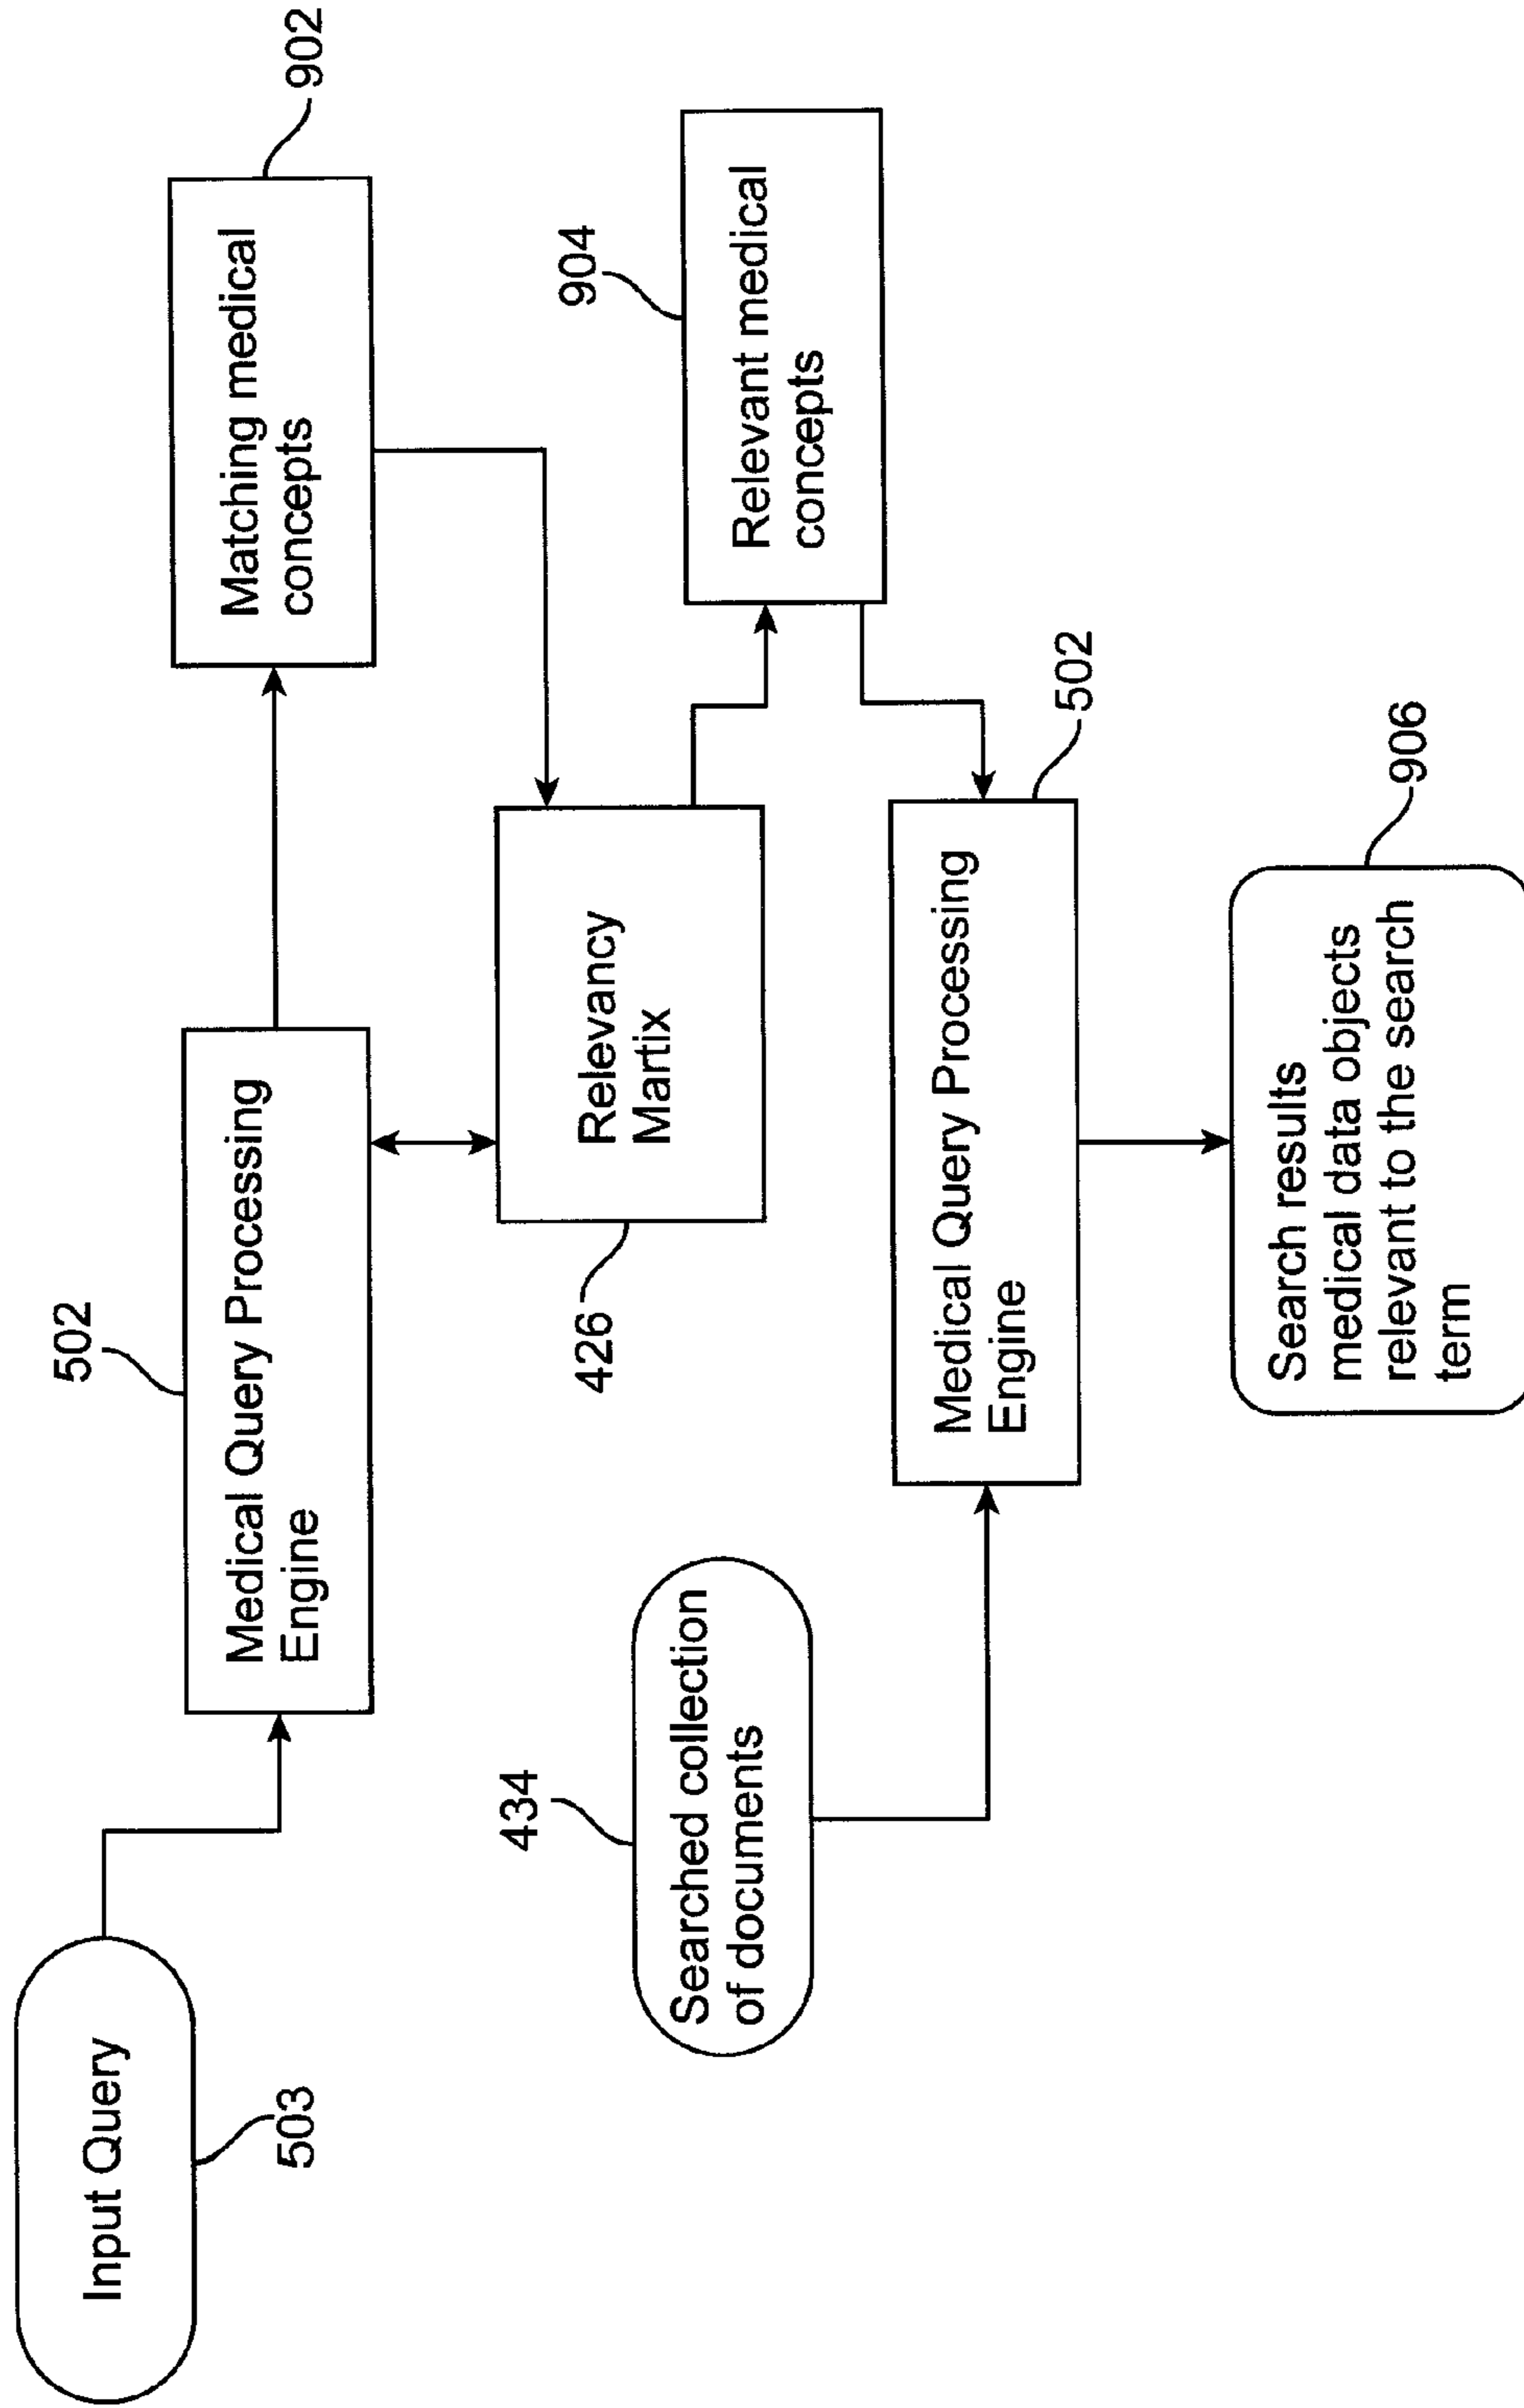 Input Query
503
502
Medical Query Processing
Engine
902
Matching medical
concepts
Relevancy
Martix
426
904
Relevant medical
concepts
434
Searched collection
of documents
Medical Query Processing
Engine
502
Search results
medical data objects
relevant to the search
term
906